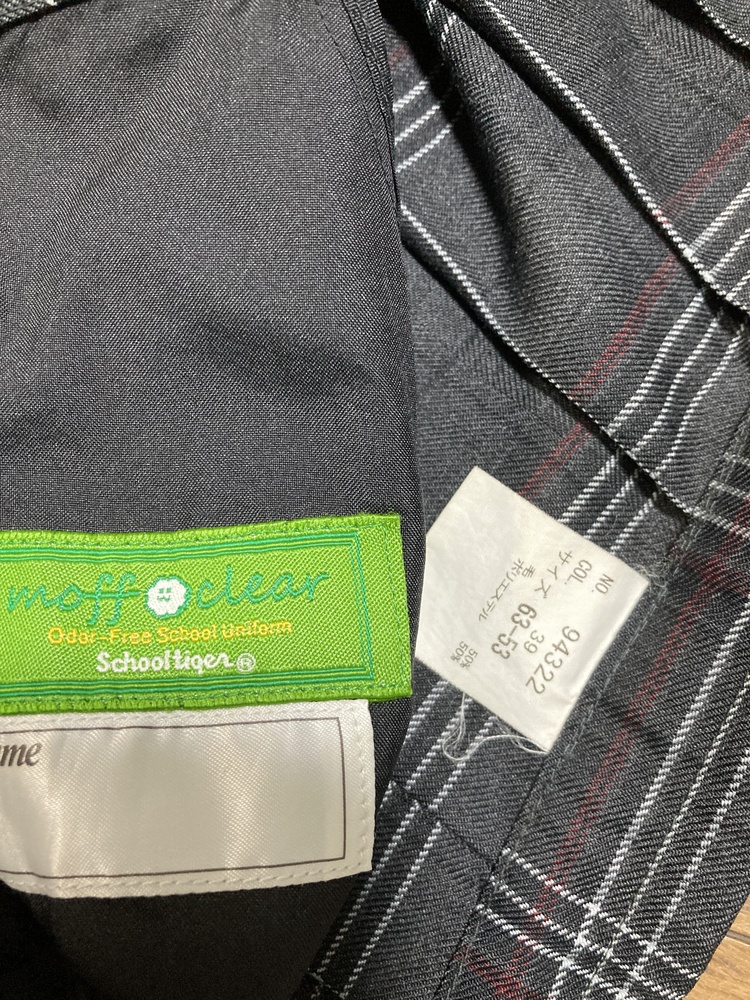 moff clear
Odor-Free School Uniform
Schooltiger®
me
NO. 94322
COL. 39
サイズ 63-53
毛 50%
ポリエステル 50%